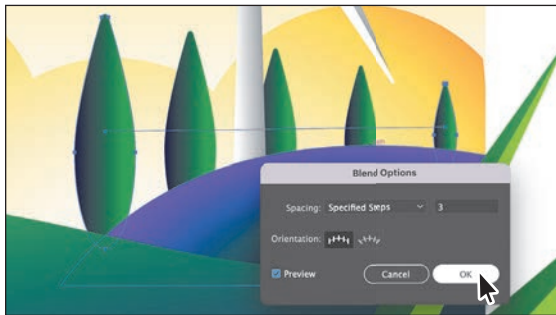 Blend Options
Spacing: Specified Steps 3
Orientation:
Preview Cancel OK